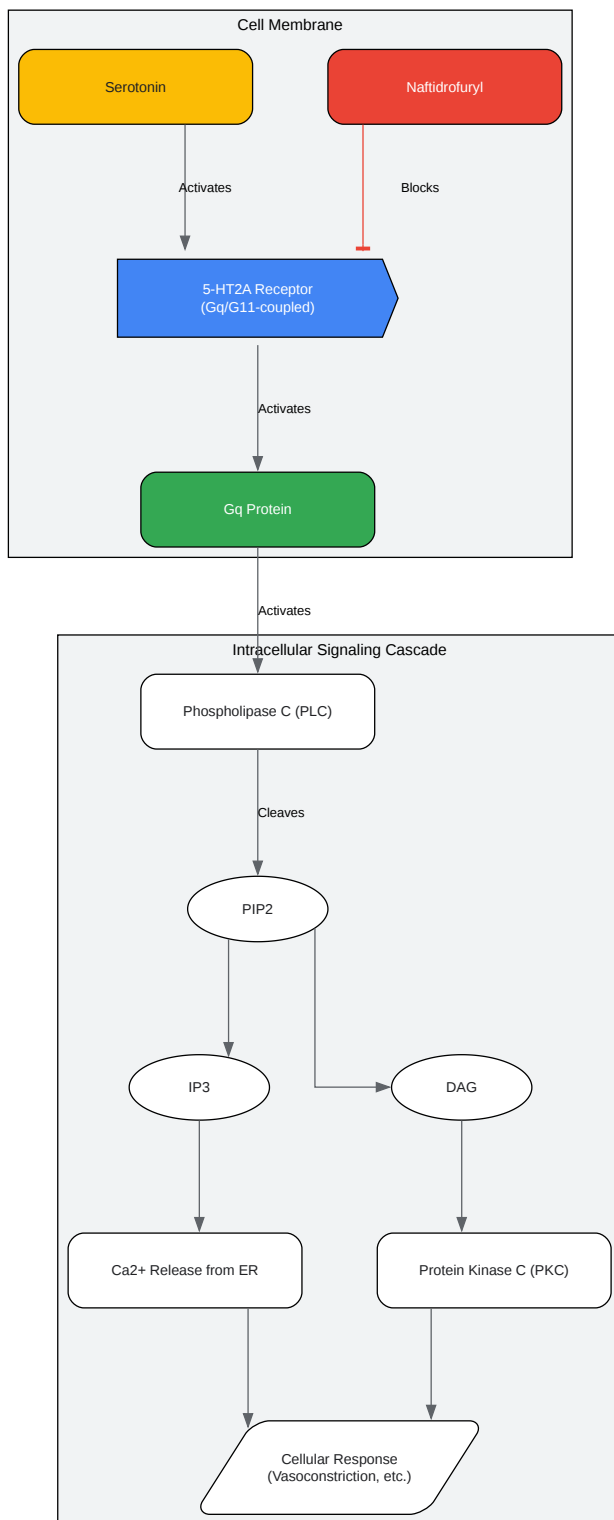 Cell Membrane
Serotonin
Naftidrofuryl
Activates
Blocks
5-HT2A Receptor
(Gq/G11-coupled)
Activates
Gq Protein
Activates
Intracellular Signaling Cascade
Phospholipase C (PLC)
Cleaves
PIP2
IP3
DAG
Ca2+ Release from ER
Protein Kinase C (PKC)
Cellular Response
(Vasoconstriction, etc.)